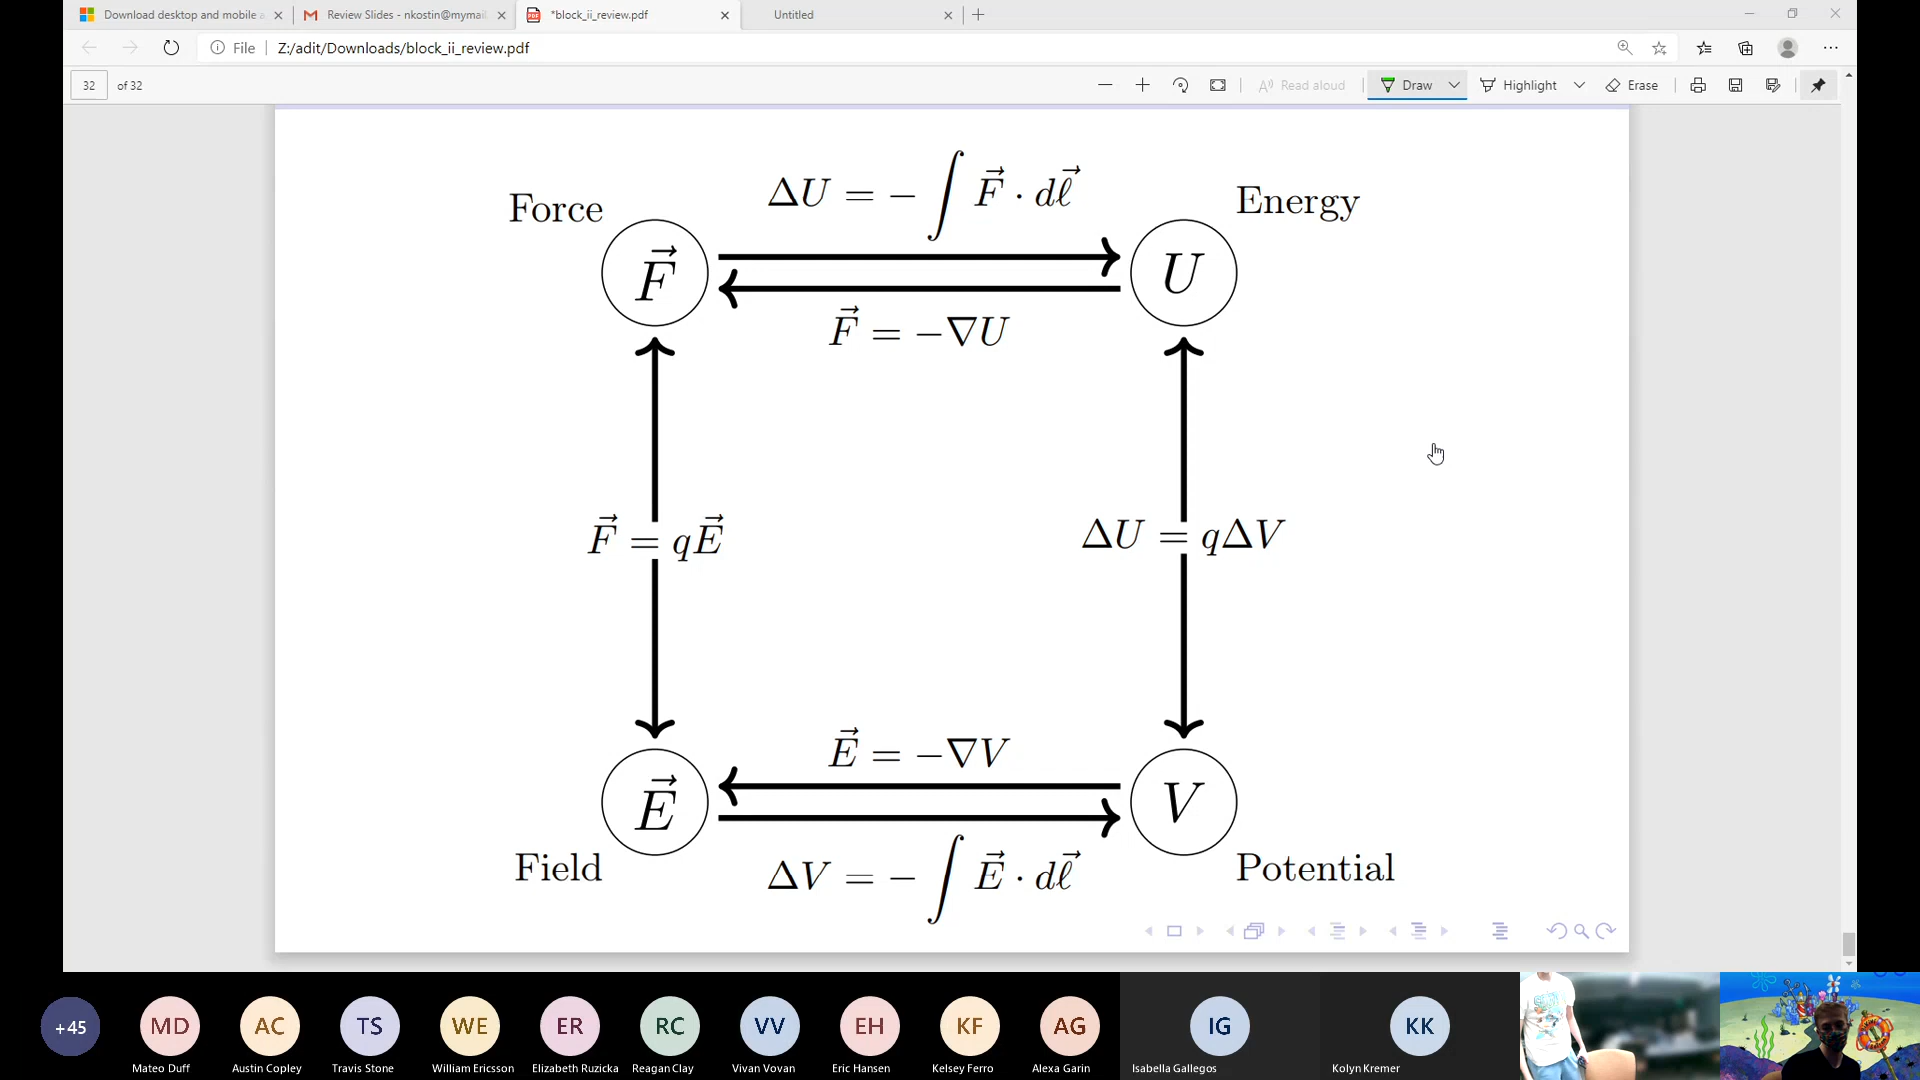 Download desktop and mobile a
Review Slides - nkostin@mymail
*block_ii_review.pdf
Untitled
File
Z:/adit/Downloads/block_ii_review.pdf
32 of 32
Read aloud
Draw
Highlight
Erase
ΔU = −∫ F⃗ · dℓ⃗
Force
Energy
F⃗
U
F⃗ = −∇U
F⃗ = qE⃗
ΔU = qΔV
E⃗ = −∇V
E⃗
V
Field
ΔV = −∫ E⃗ · dℓ⃗
Potential
+45
MD
AC
TS
WE
ER
RC
VV
EH
KF
AG
IG
KK
Mateo Duff
Austin Copley
Travis Stone
William Ericsson
Elizabeth Ruzicka
Reagan Clay
Vivan Vovan
Eric Hansen
Kelsey Ferro
Alexa Garin
Isabella Gallegos
Kolyn Kremer